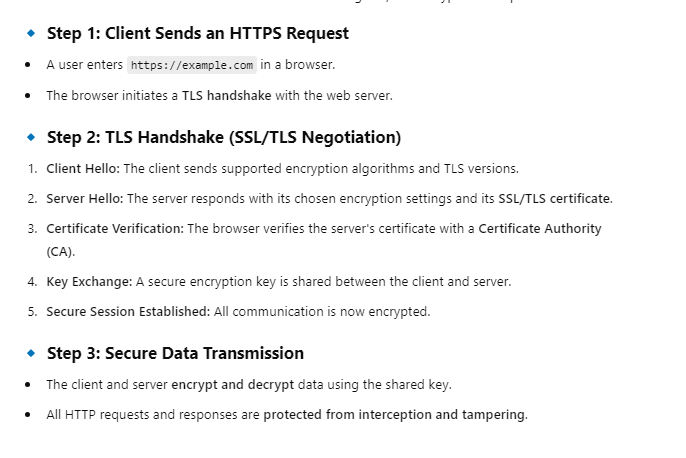 Step 1: Client Sends an HTTPS Request
• A user enters https://example.com in a browser.
• The browser initiates a TLS handshake with the web server.
Step 2: TLS Handshake (SSL/TLS Negotiation)
1. Client Hello: The client sends supported encryption algorithms and TLS versions.
2. Server Hello: The server responds with its chosen encryption settings and its SSL/TLS certificate.
3. Certificate Verification: The browser verifies the server's certificate with a Certificate Authority
(CA).
4. Key Exchange: A secure encryption key is shared between the client and server.
5. Secure Session Established: All communication is now encrypted.
Step 3: Secure Data Transmission
• The client and server encrypt and decrypt data using the shared key.
• All HTTP requests and responses are protected from interception and tampering.